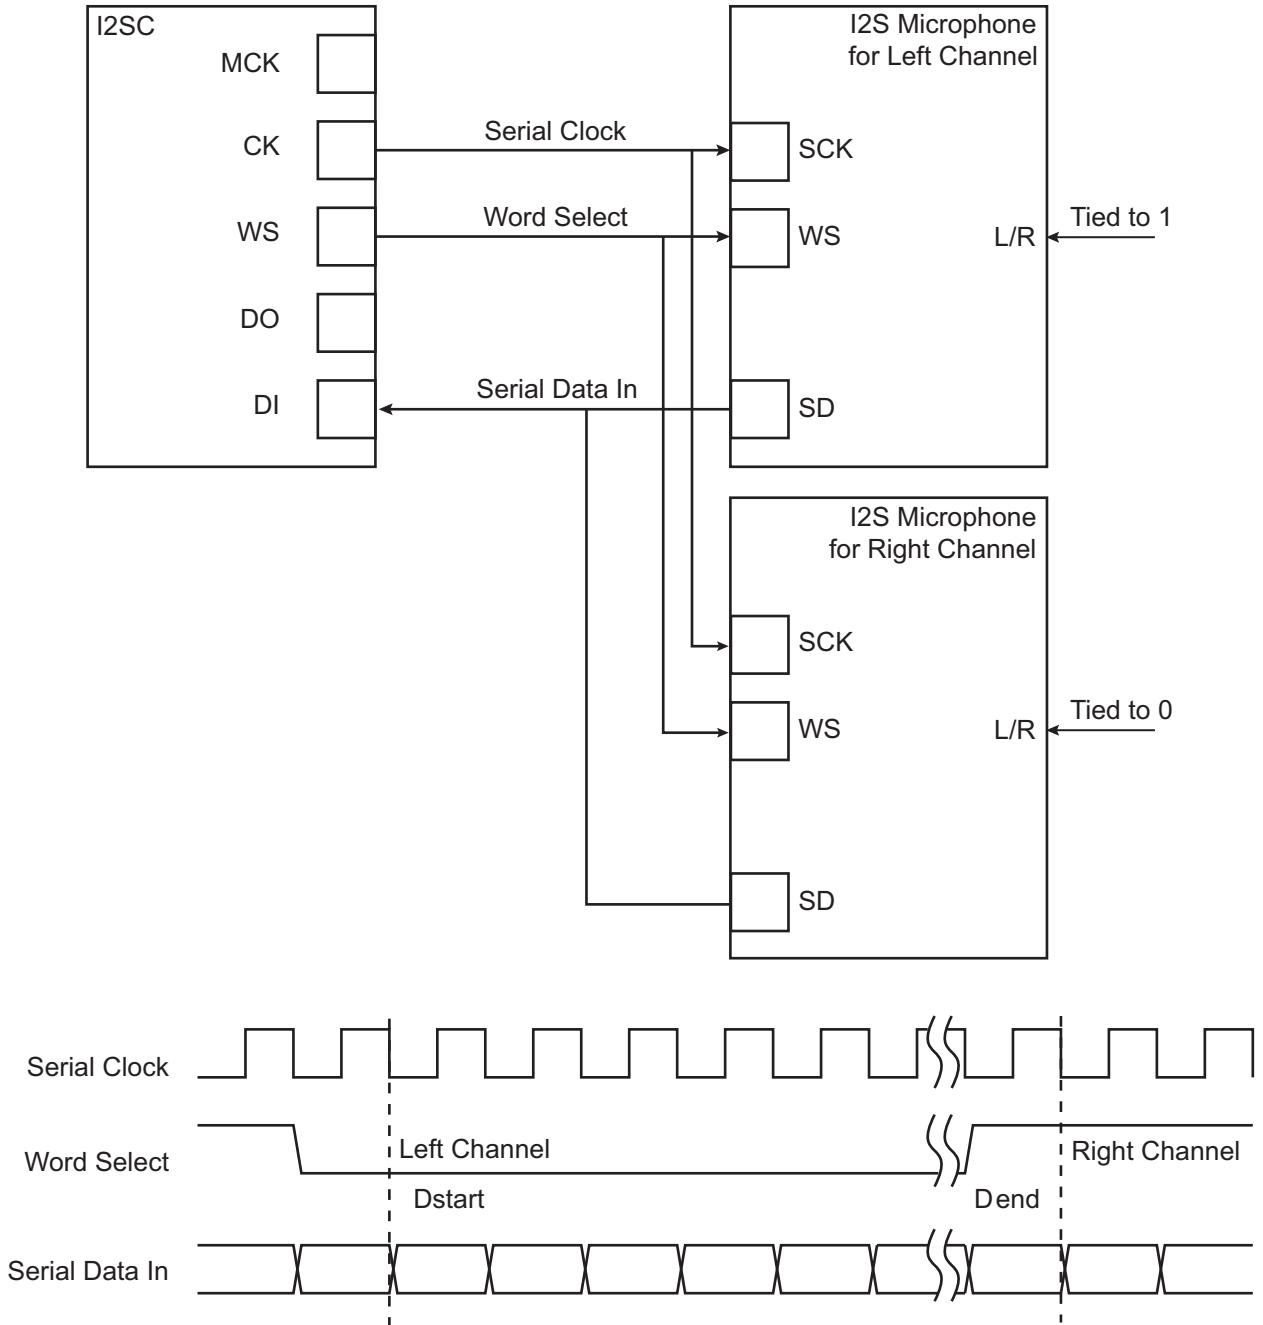 I2SC
MCK
CK
WS
DO
DI
Serial Clock
Word Select
Serial Data In
I2S Microphone
for Left Channel
SCK
WS
SD
L/R
Tied to 1
I2S Microphone
for Right Channel
SCK
WS
SD
L/R
Tied to 0
Serial Clock
Word Select
Left Channel
Right Channel
Dstart
Dend
Serial Data In